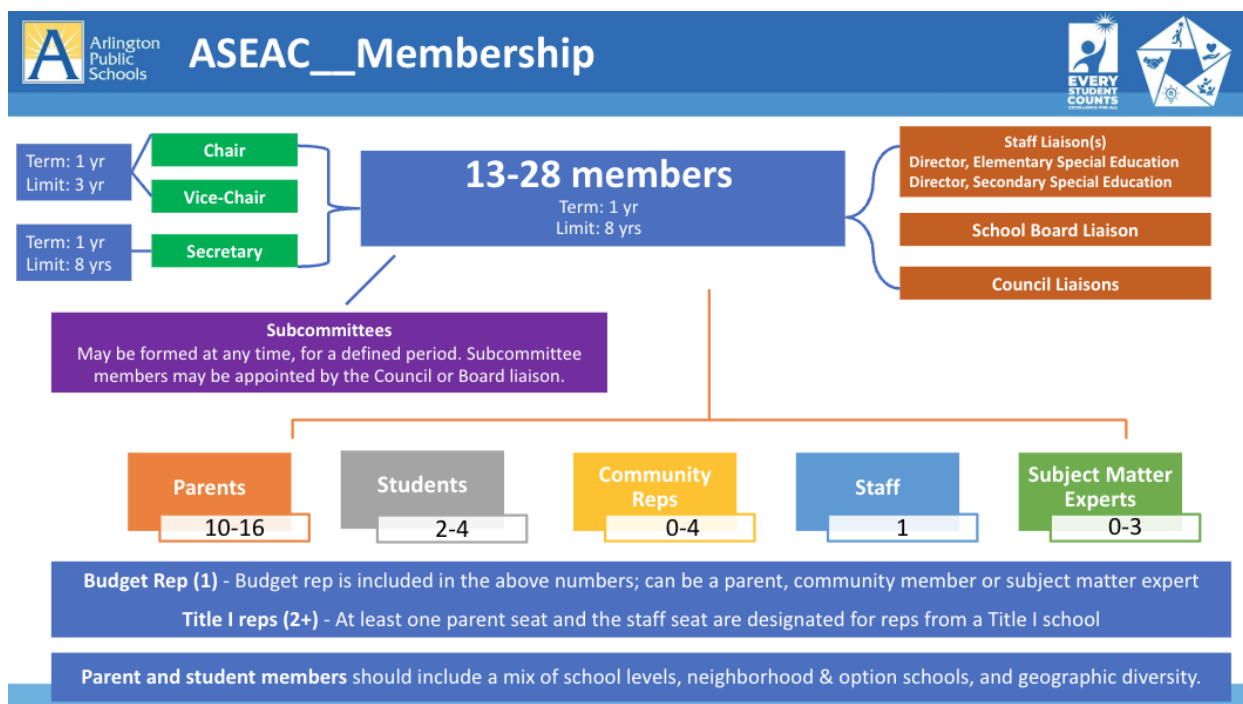 Arlington
Public
Schools
ASEAC__Membership
EVERY
STUDENT
COUNTS
EXCELLENCE FOR ALL
Term: 1 yr
Limit: 3 yr
Chair
Vice-Chair
Term: 1 yr
Limit: 8 yrs
Secretary
13-28 members
Term: 1 yr
Limit: 8 yrs
Staff Liaison(s)
Director, Elementary Special Education
Director, Secondary Special Education
School Board Liaison
Council Liaisons
Subcommittees
May be formed at any time, for a defined period. Subcommittee
members may be appointed by the Council or Board liaison.
Parents
10-16
Students
2-4
Community
Reps
0-4
Staff
1
Subject Matter
Experts
0-3
Budget Rep (1) - Budget rep is included in the above numbers; can be a parent, community member or subject matter expert
Title I reps (2+) - At least one parent seat and the staff seat are designated for reps from a Title I school
Parent and student members should include a mix of school levels, neighborhood & option schools, and geographic diversity.